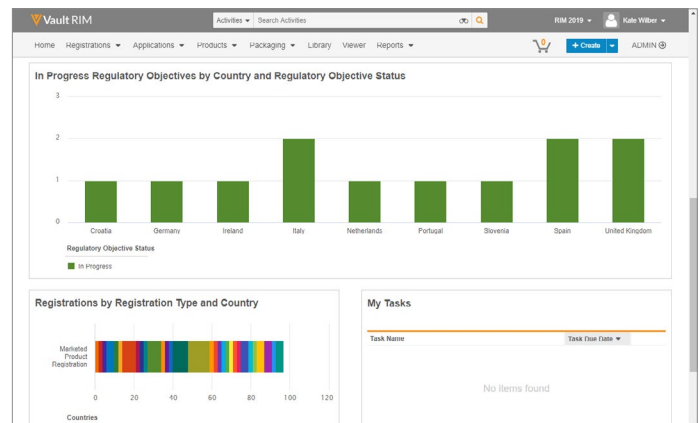 Vault RIM
Activities Search Activities
RIM 2019
Kate Wilber
Home Registrations Applications Products Packaging Library Viewer Reports
0
+ Create
ADMIN
In Progress Regulatory Objectives by Country and Regulatory Objective Status
3
2
1
0
Croatia Germany Ireland Italy Netherlands Portugal Slovenia Spain United Kingdom
Regulatory Objective Status
In Progress
Registrations by Registration Type and Country
Marketed
Product
Registration
0 20 40 60 80 100 120
Countries
My Tasks
Task Name Task Due Date
No items found